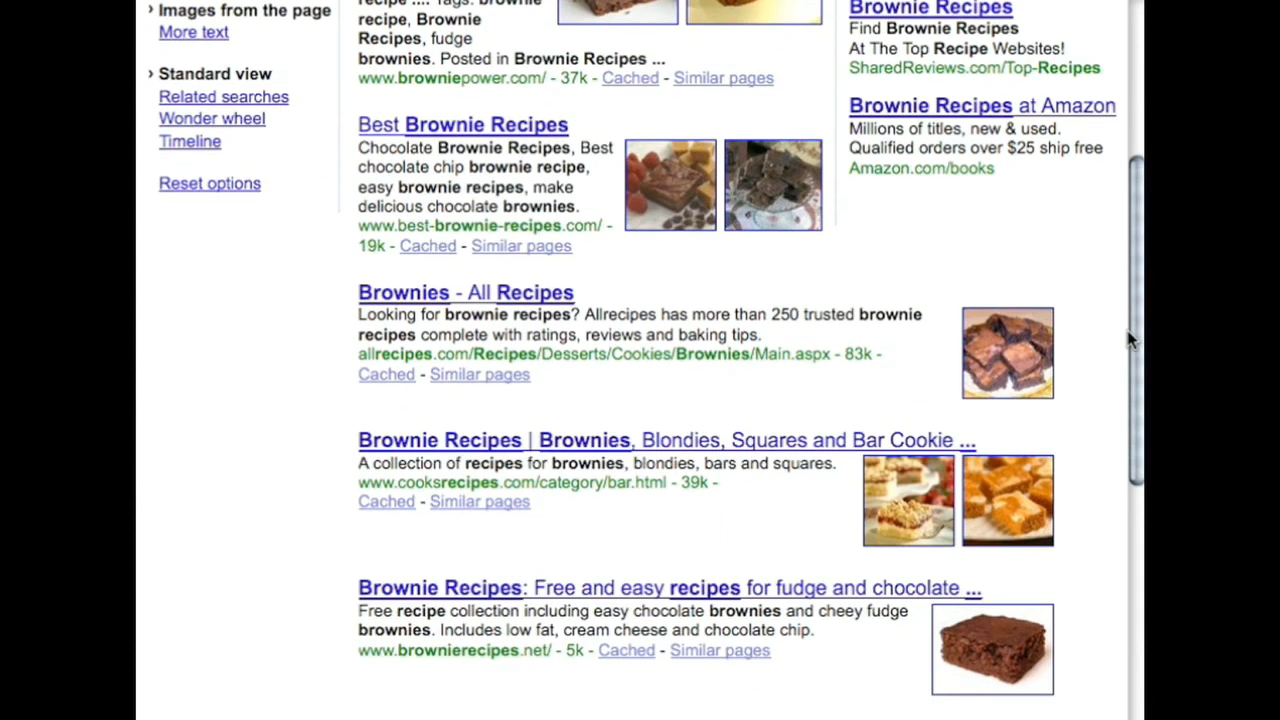 › Images from the page
More text
› Standard view
Related searches
Wonder wheel
Timeline
Reset options
recipe .... Tags: brownie
recipe, Brownie
Recipes, fudge
brownies. Posted in Brownie Recipes ...
www.browniepower.com/ - 37k - Cached - Similar pages
Best Brownie Recipes
Chocolate Brownie Recipes, Best
chocolate chip brownie recipe,
easy brownie recipes, make
delicious chocolate brownies.
www.best-brownie-recipes.com/ -
19k - Cached - Similar pages
Brownies - All Recipes
Looking for brownie recipes? Allrecipes has more than 250 trusted brownie
recipes complete with ratings, reviews and baking tips.
allrecipes.com/Recipes/Desserts/Cookies/Brownies/Main.aspx - 83k -
Cached - Similar pages
Brownie Recipes | Brownies, Blondies, Squares and Bar Cookie ...
A collection of recipes for brownies, blondies, bars and squares.
www.cooksrecipes.com/category/bar.html - 39k -
Cached - Similar pages
Brownie Recipes: Free and easy recipes for fudge and chocolate ...
Free recipe collection including easy chocolate brownies and cheey fudge
brownies. Includes low fat, cream cheese and chocolate chip.
www.brownierecipes.net/ - 5k - Cached - Similar pages
Brownie Recipes
Find Brownie Recipes
At The Top Recipe Websites!
SharedReviews.com/Top-Recipes
Brownie Recipes at Amazon
Millions of titles, new & used.
Qualified orders over $25 ship free
Amazon.com/books